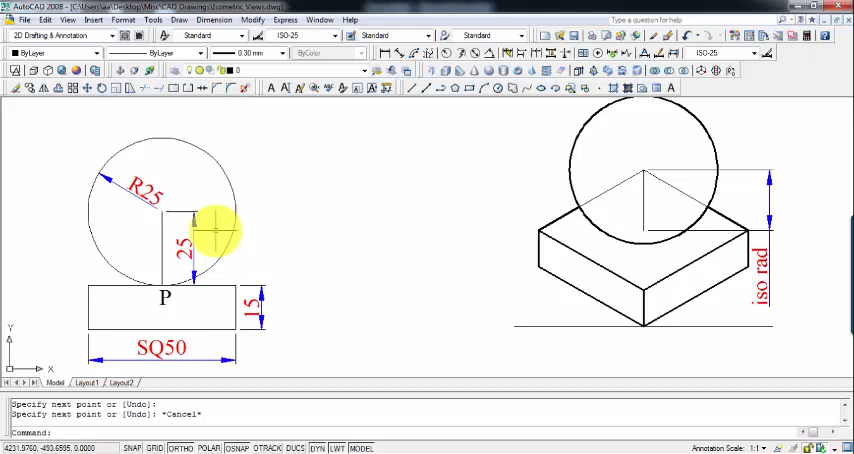 AutoCAD 2008 - [C:\Users\aa\Desktop\Misc\CAD Drawings\Isometric Views.dwg]
File Edit View Insert Format Tools Draw Dimension Modify Express Window Help
Type a question for help
2D Drafting & Annotation
Standard
ISO-25
Standard
Standard
ByLayer
ByLayer
0.30 mm
ByColor
ISO-25
0
R25
25
P
15
SQ50
iso rad
Y
X
Model Layout1 Layout2
Specify next point or [Undo]:
Specify next point or [Undo]: *Cancel*
Command:
4231.9760, -493.6595, 0.0000 SNAP GRID ORTHO POLAR OSNAP OTRACK DUCS DYN LWT MODEL
Annotation Scale: 1:1